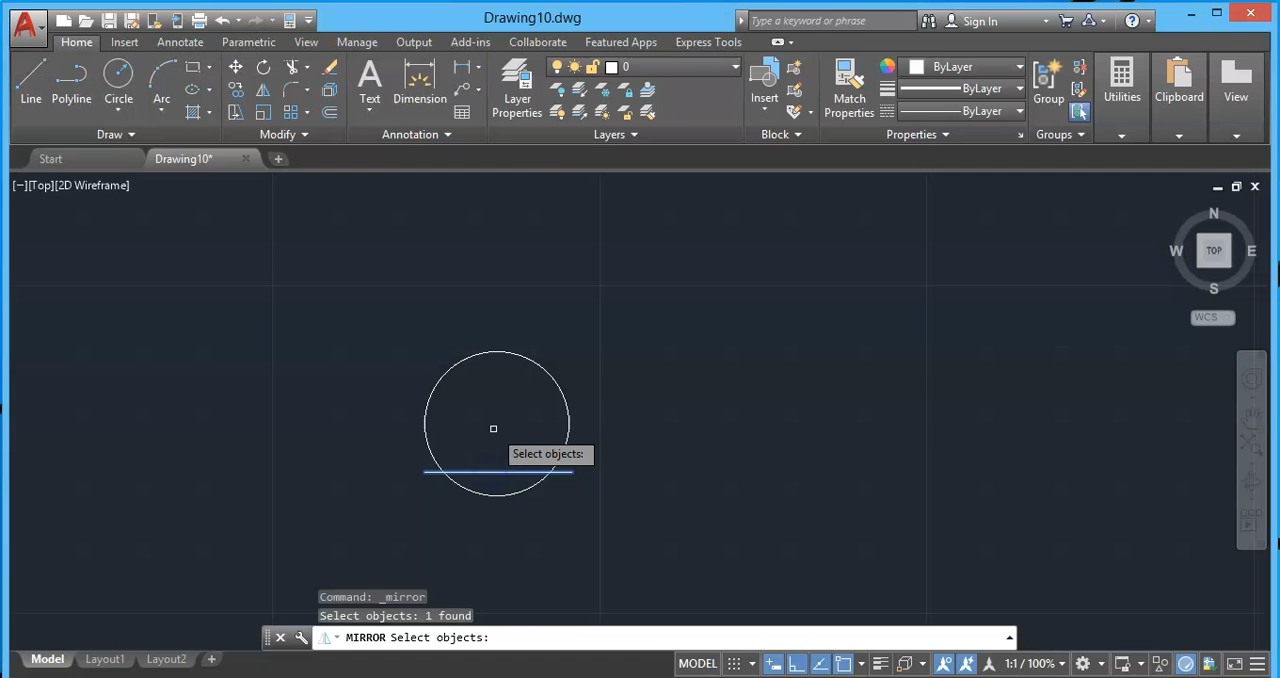 Drawing10.dwg
Type a keyword or phrase
Sign In
Home Insert Annotate Parametric View Manage Output Add-ins Collaborate Featured Apps Express Tools
Line Polyline Circle Arc
Text Dimension
Layer Properties
0
Insert
Match Properties
ByLayer
ByLayer
ByLayer
Group
Utilities
Clipboard
View
Draw Modify Annotation Layers Block Properties Groups
Start Drawing10*
[−][Top][2D Wireframe]
N
W TOP E
S
WCS
Select objects:
Command: _mirror
Select objects: 1 found
MIRROR Select objects:
Model Layout1 Layout2
MODEL 1:1 / 100%